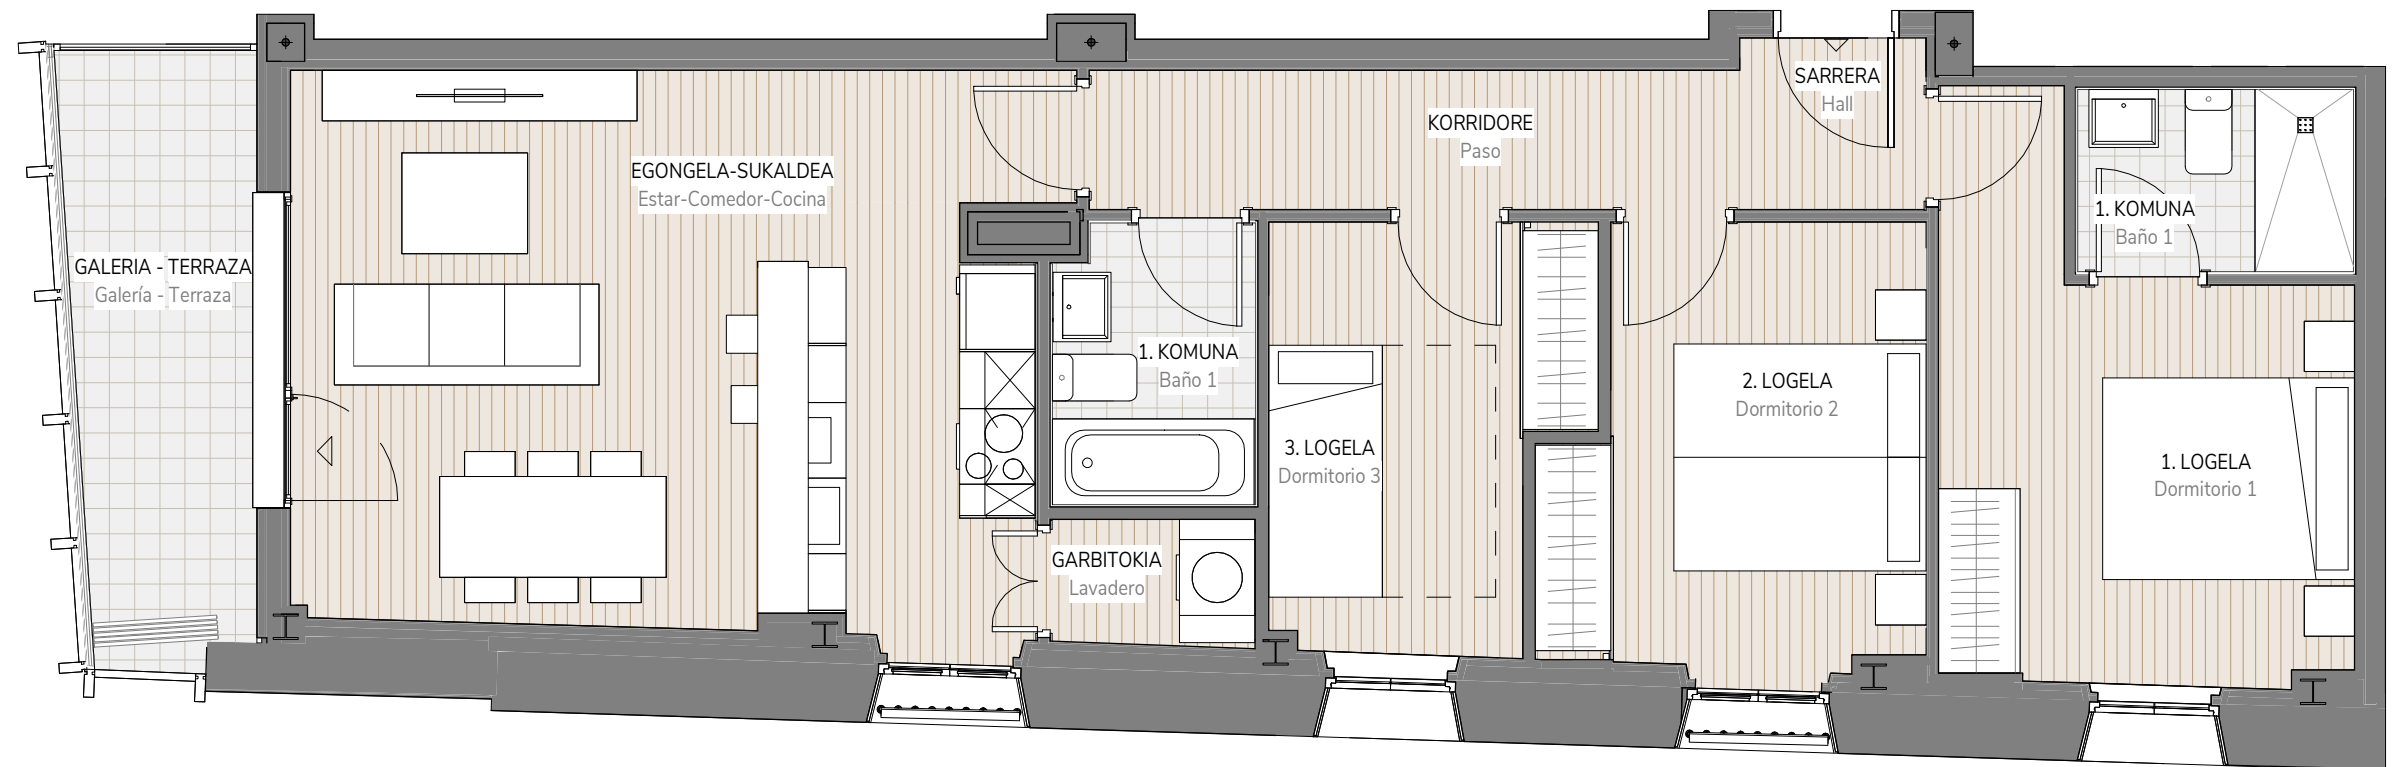 SARRERA
Hall
KORRIDORE
Paso
EGONGELA-SUKALDEA
Estar-Comedor-Cocina
1. KOMUNA
Baño 1
GALERIA - TERRAZA
Galería - Terraza
1. KOMUNA
Baño 1
2. LOGELA
Dormitorio 2
3. LOGELA
Dormitorio 3
1. LOGELA
Dormitorio 1
GARBITOKIA
Lavadero